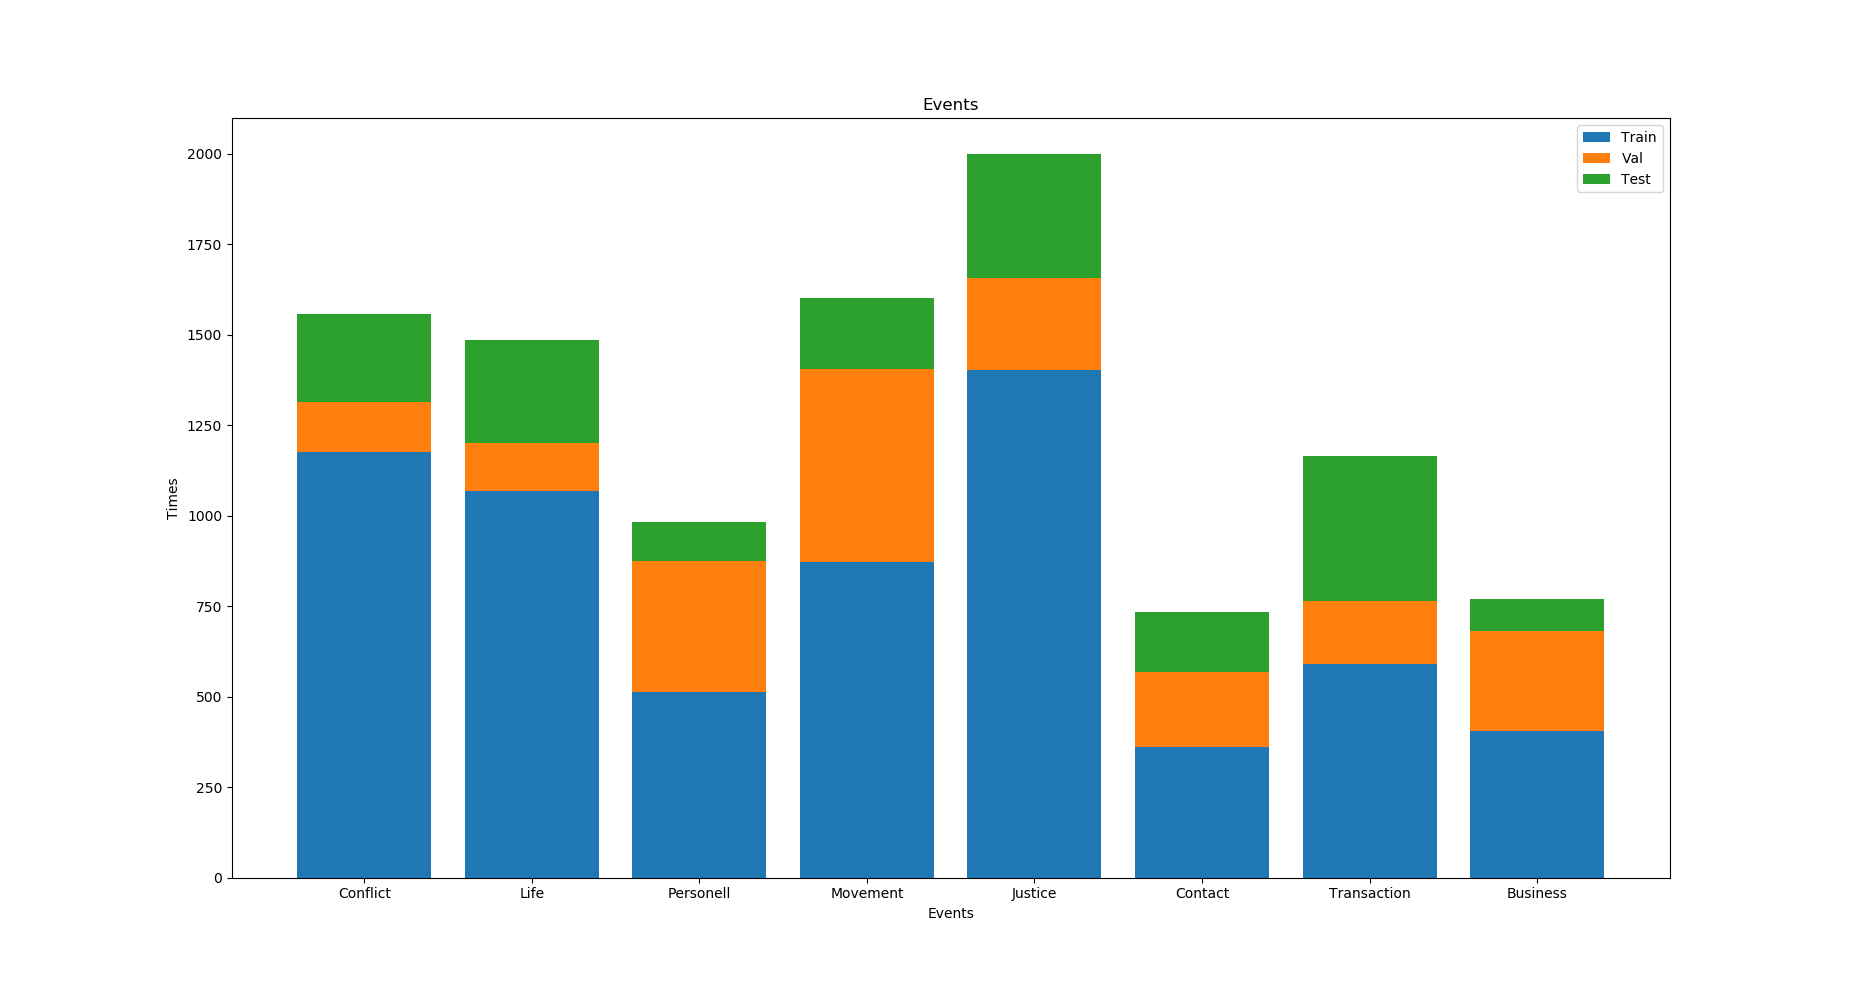 Events
Train
Val
Test
2000
1750
1500
1250
1000
750
500
250
0
Times
Conflict Life Personell Movement Justice Contact Transaction Business
Events